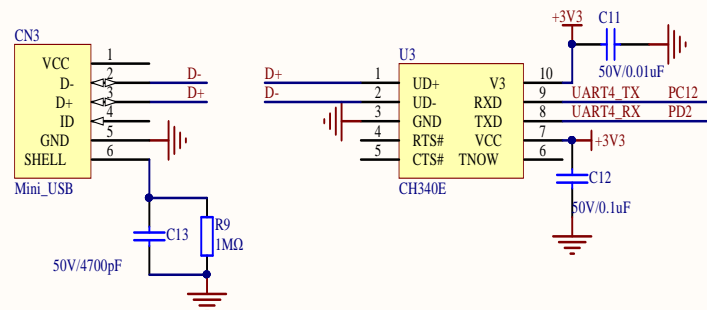 CN3
VCC 1
D- 2
D+ 3
ID 4
GND 5
SHELL 6
Mini_USB
D-
D+
C13
50V/4700pF
R9
1MΩ
D+
D-
U3
1 UD+
2 UD-
3 GND
4 RTS#
5 CTS#
V3 10
RXD 9
TXD 8
VCC 7
TNOW 6
CH340E
+3V3
C11
50V/0.01uF
UART4_TX PC12
UART4_RX PD2
+3V3
C12
50V/0.1uF